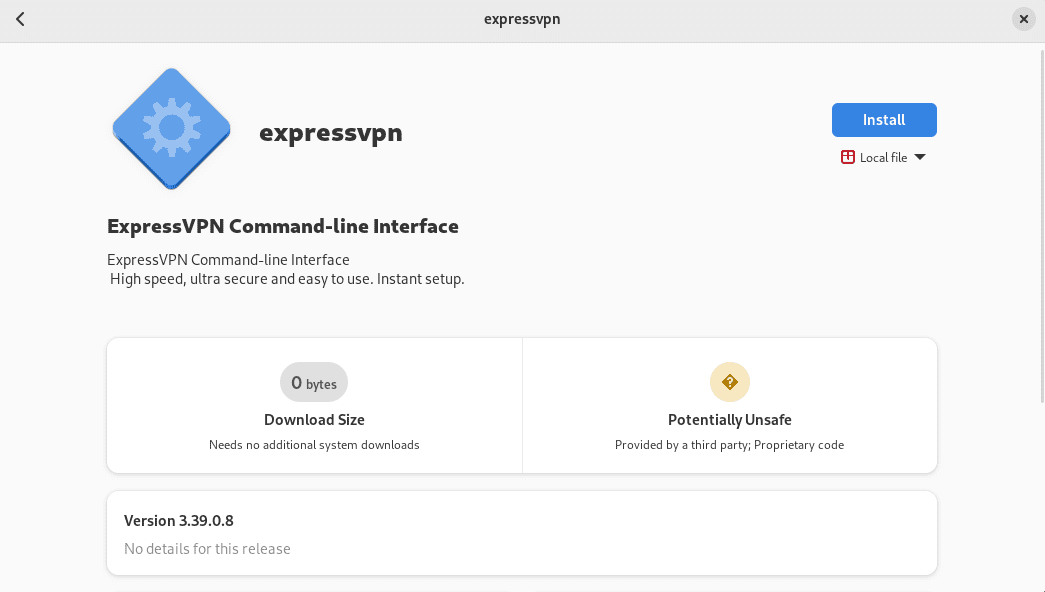 expressvpn
expressvpn
Install
Local file
ExpressVPN Command-line Interface
ExpressVPN Command-line Interface
High speed, ultra secure and easy to use. Instant setup.
0 bytes
Download Size
Needs no additional system downloads
?
Potentially Unsafe
Provided by a third party; Proprietary code
Version 3.39.0.8
No details for this release